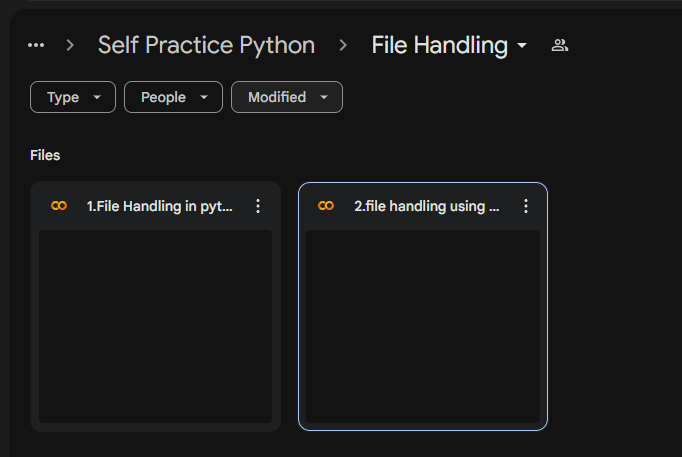 ... > Self Practice Python > File Handling
Type People Modified
Files
1.File Handling in pyt...
2.file handling using ...